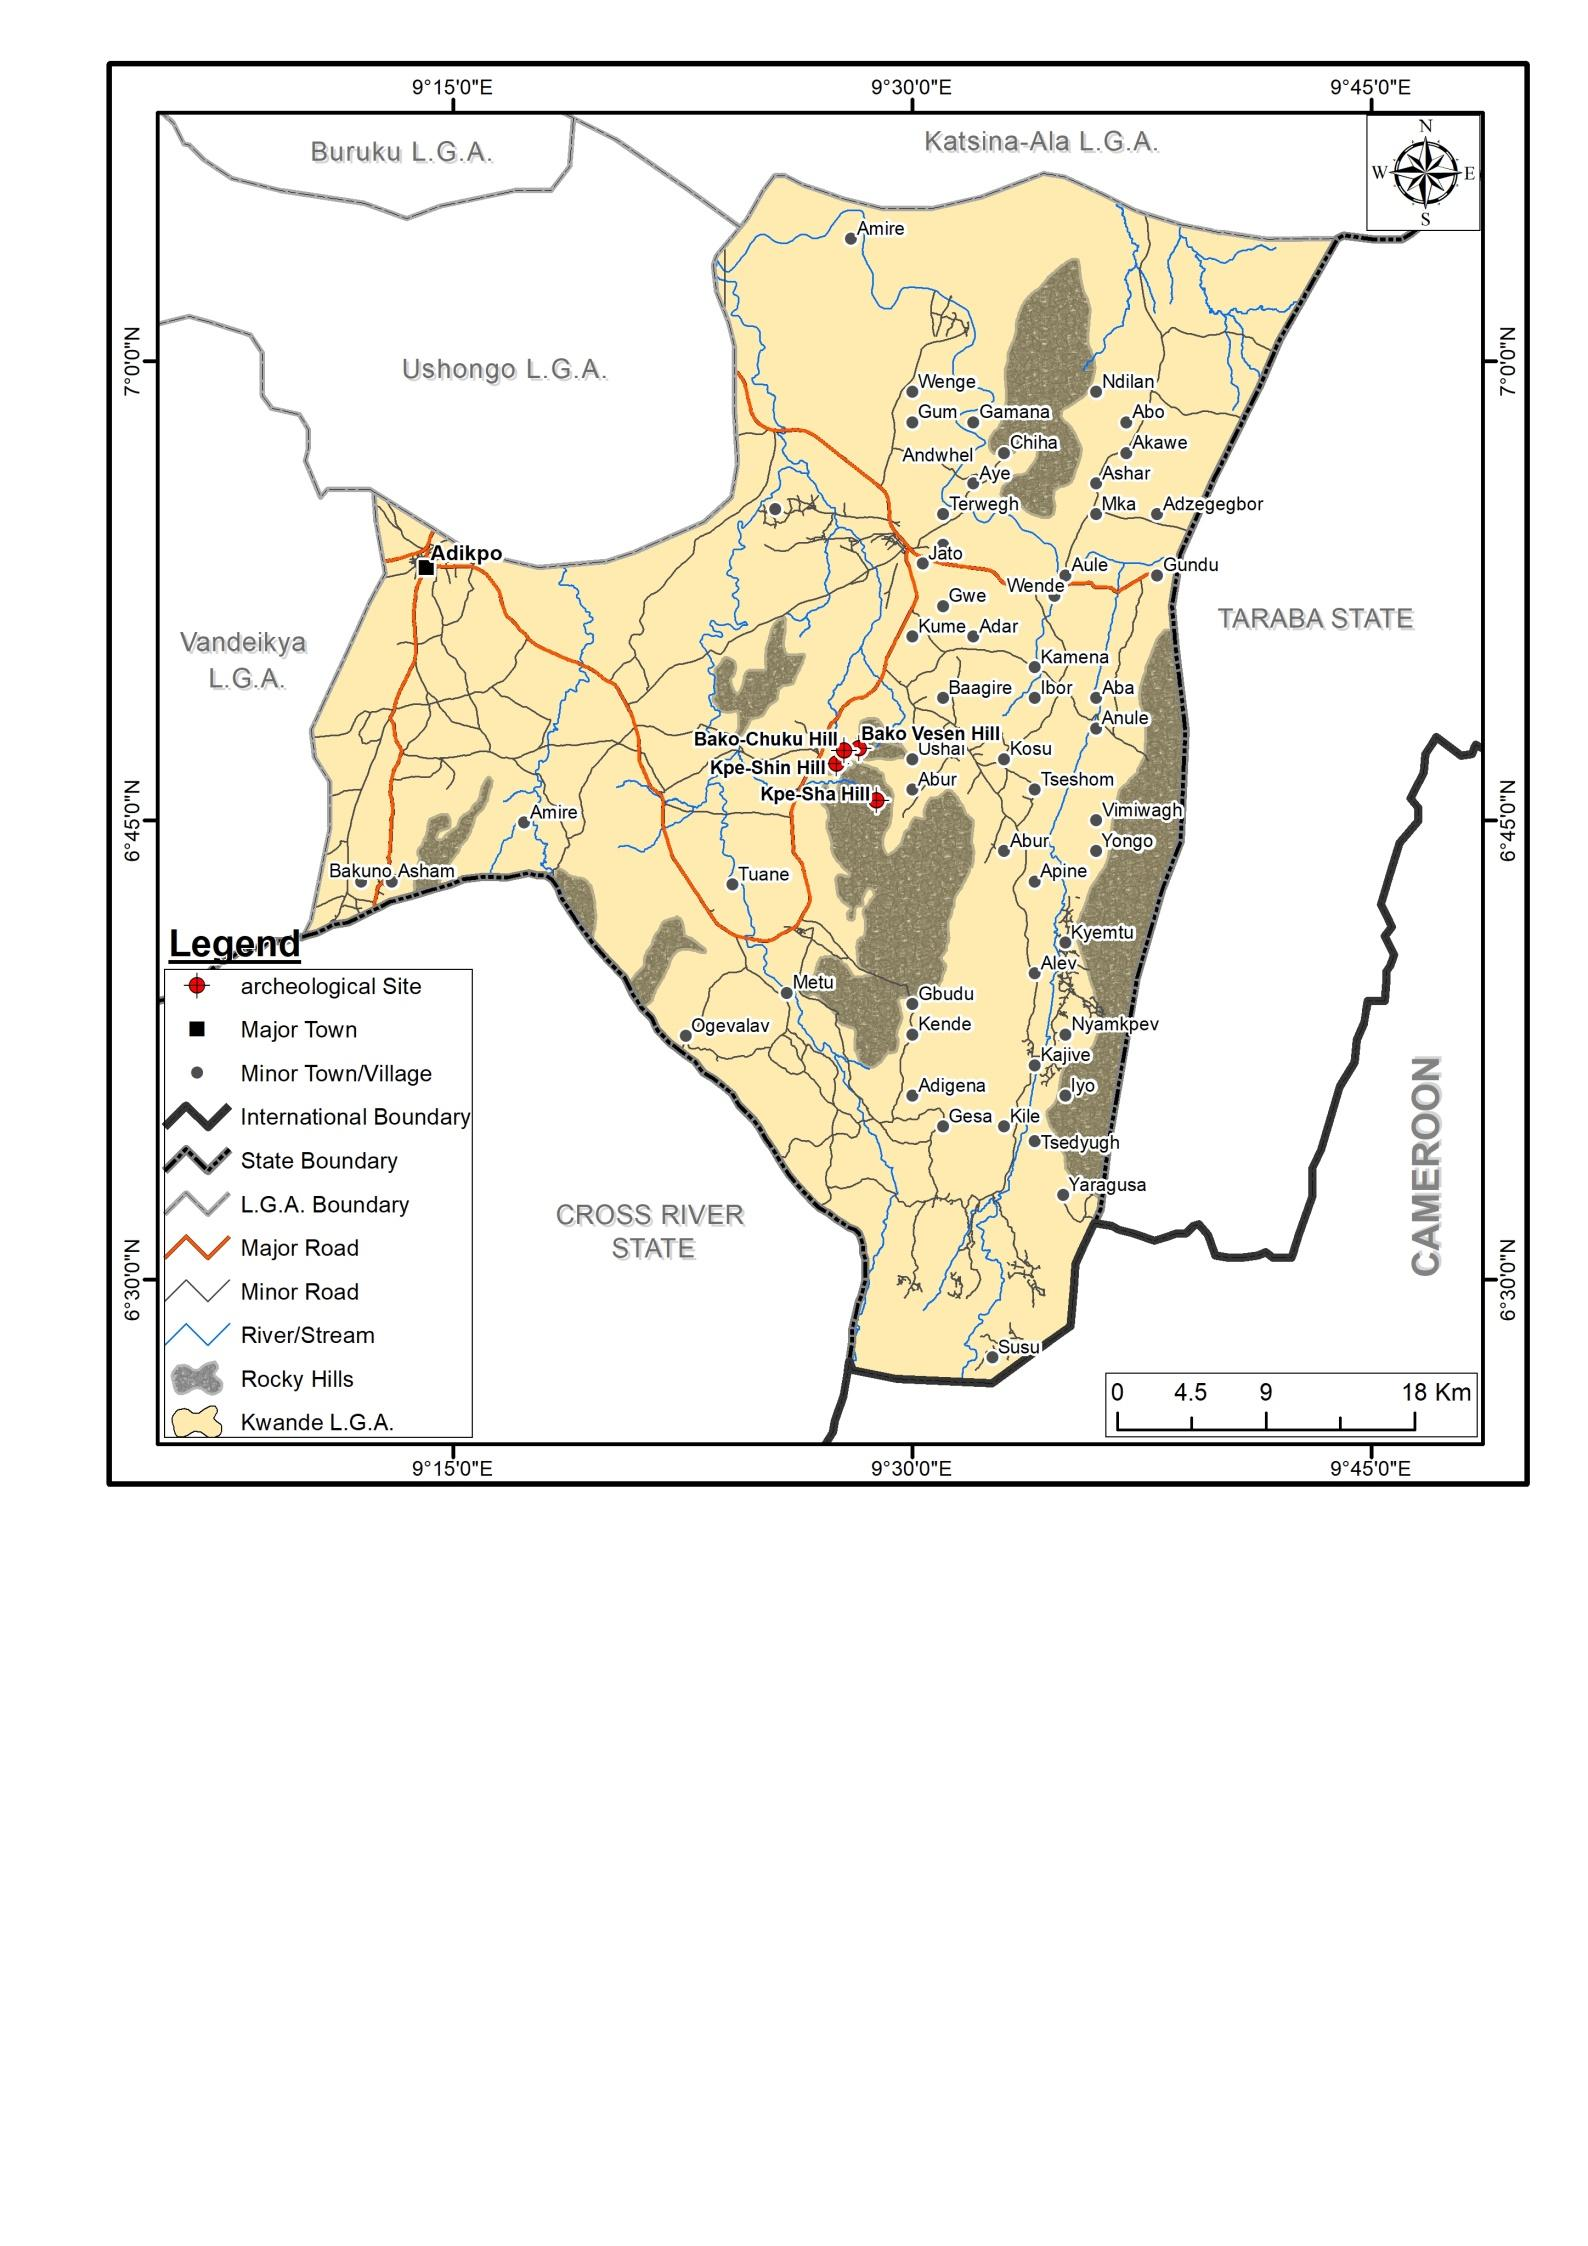 9°15'0"E
9°30'0"E
9°45'0"E
Buruku L.G.A.
Katsina-Ala L.G.A.
N
W
E
S
Amire
7°0'0"N
7°0'0"N
Ushongo L.G.A.
Wenge
Ndilan
Gum
Gamana
Abo
Chiha
Akawe
Andwhel
Aye
Ashar
Terwegh
Mka
Adzegegbor
Adikpo
Jato
Aule
Gundu
Wende
Gwe
TARABA STATE
Kume
Adar
Vandeikya
L.G.A.
Kamena
Baagire
Ibor
Aba
Anule
Bako-Chuku Hill
Bako Vesen Hill
Ushai
Kosu
Kpe-Shin Hill
Abur
Tseshom
Kpe-Sha Hill
6°45'0"N
6°45'0"N
Amire
Vimiwagh
Abur
Yongo
Bakuno
Asham
Tuane
Apine
Kyemtu
Alev
Metu
Gbudu
Ogevalav
Kende
Nyamkpev
Kajive
Adigena
Iyo
Gesa
Kile
Tsedyugh
Yaragusa
CROSS RIVER
STATE
CAMEROON
6°30'0"N
6°30'0"N
Susu
Legend
archeological Site
Major Town
Minor Town/Village
International Boundary
State Boundary
L.G.A. Boundary
Major Road
Minor Road
River/Stream
Rocky Hills
Kwande L.G.A.
0 4.5 9 18 Km
9°15'0"E
9°30'0"E
9°45'0"E